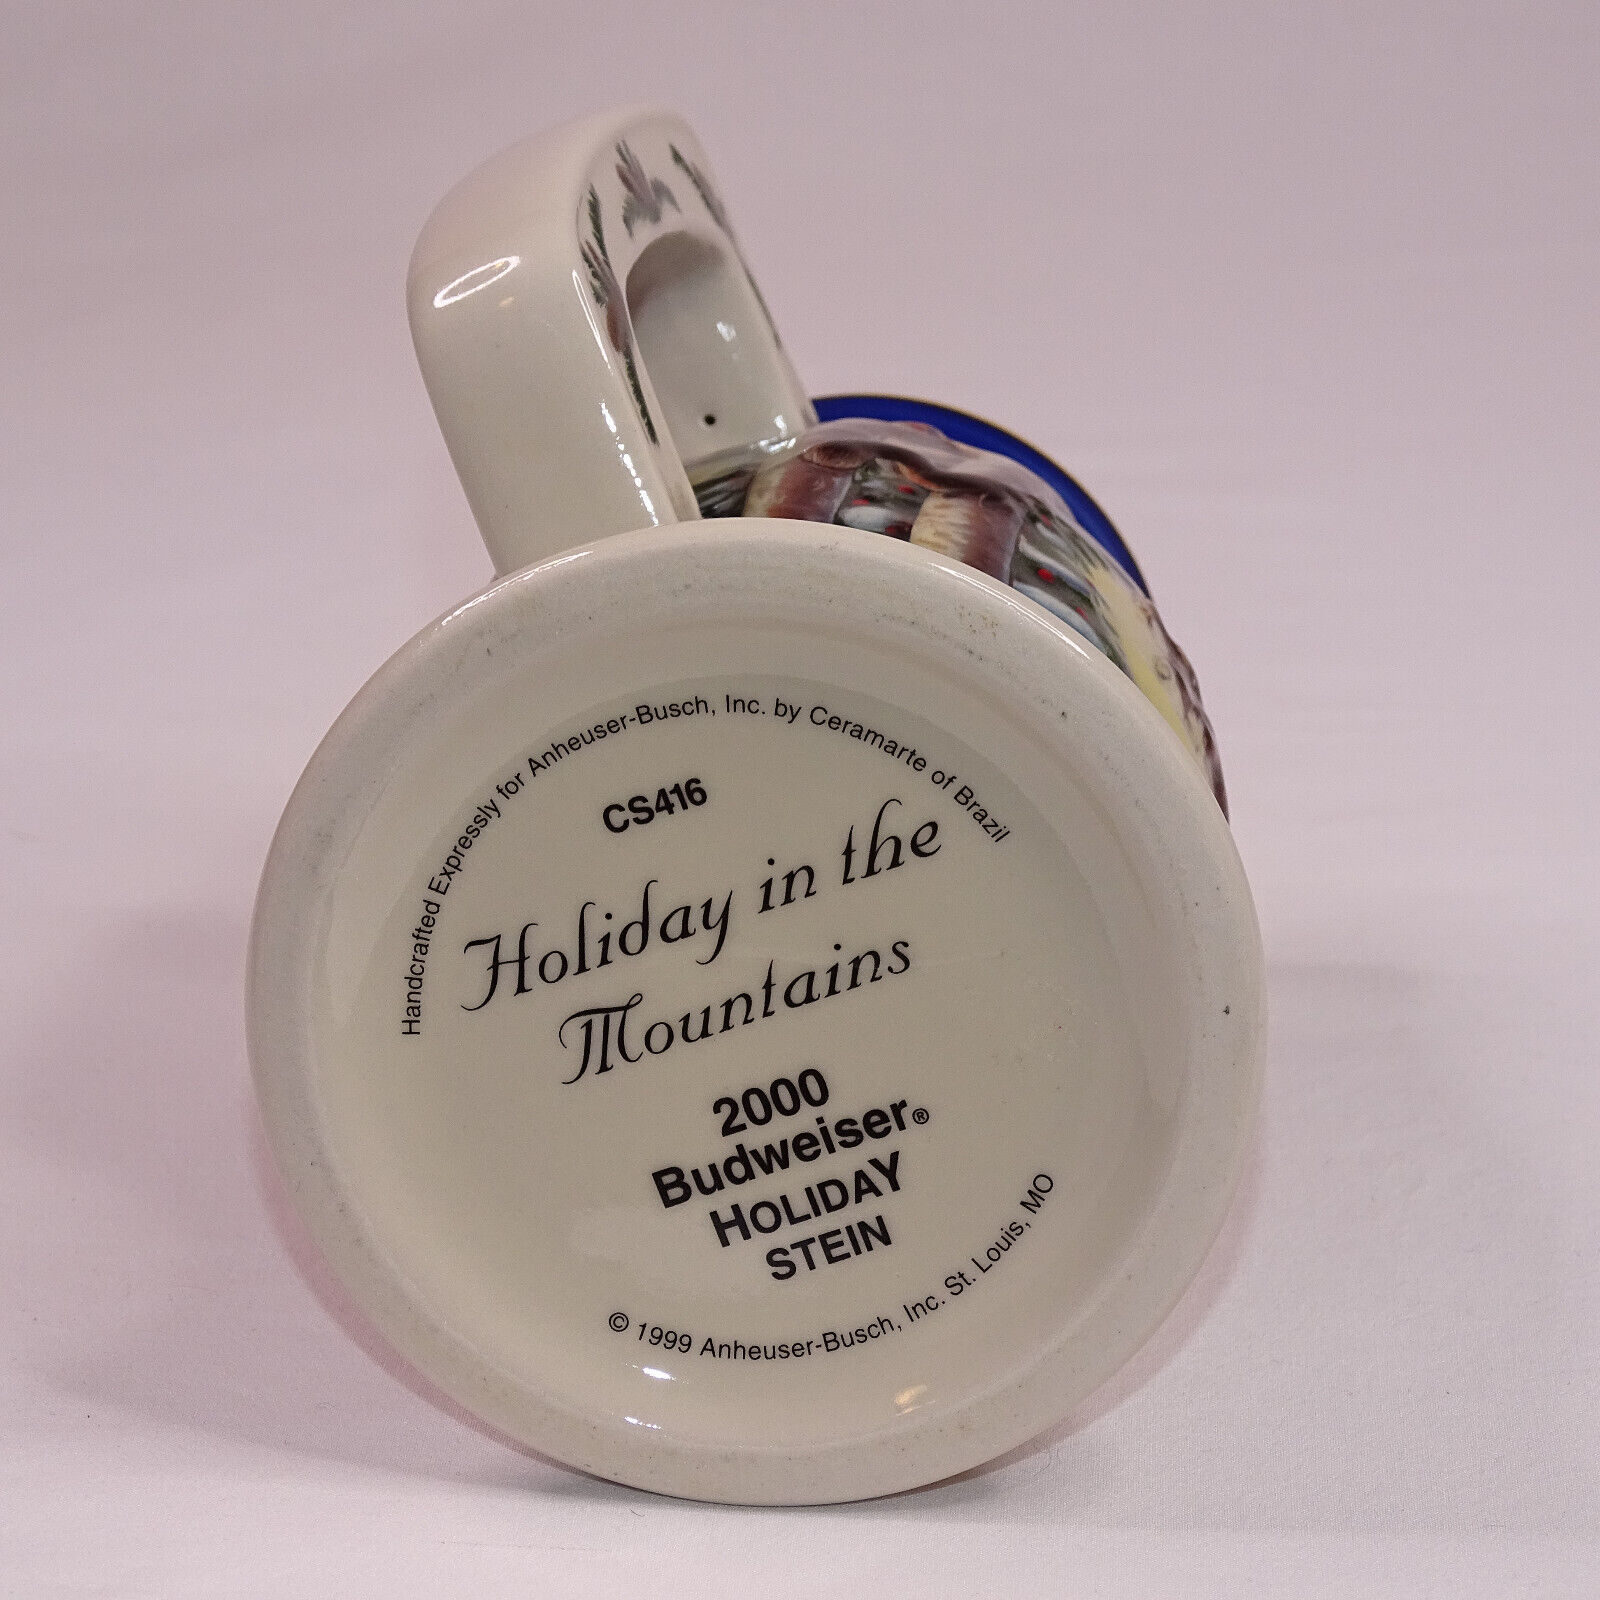 Handcrafted Expressly for Anheuser-Busch, Inc. by Ceramarte of Brazil
CS416
Holiday in the
Mountains
2000
Budweiser®
HOLIDAY
STEIN
© 1999 Anheuser-Busch, Inc. St. Louis, MO